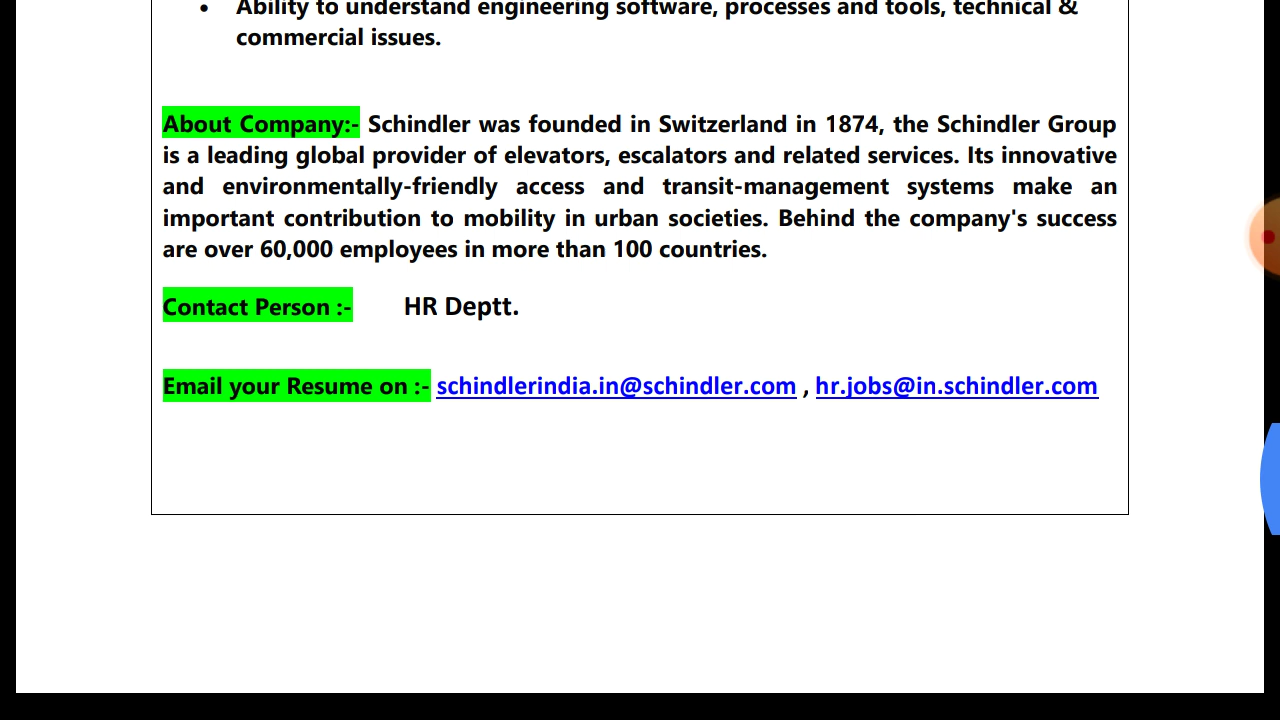 • Ability to understand engineering software, processes and tools, technical &
commercial issues.
About Company:- Schindler was founded in Switzerland in 1874, the Schindler Group
is a leading global provider of elevators, escalators and related services. Its innovative
and environmentally-friendly access and transit-management systems make an
important contribution to mobility in urban societies. Behind the company's success
are over 60,000 employees in more than 100 countries.
Contact Person :- HR Deptt.
Email your Resume on :- schindlerindia.in@schindler.com , hr.jobs@in.schindler.com